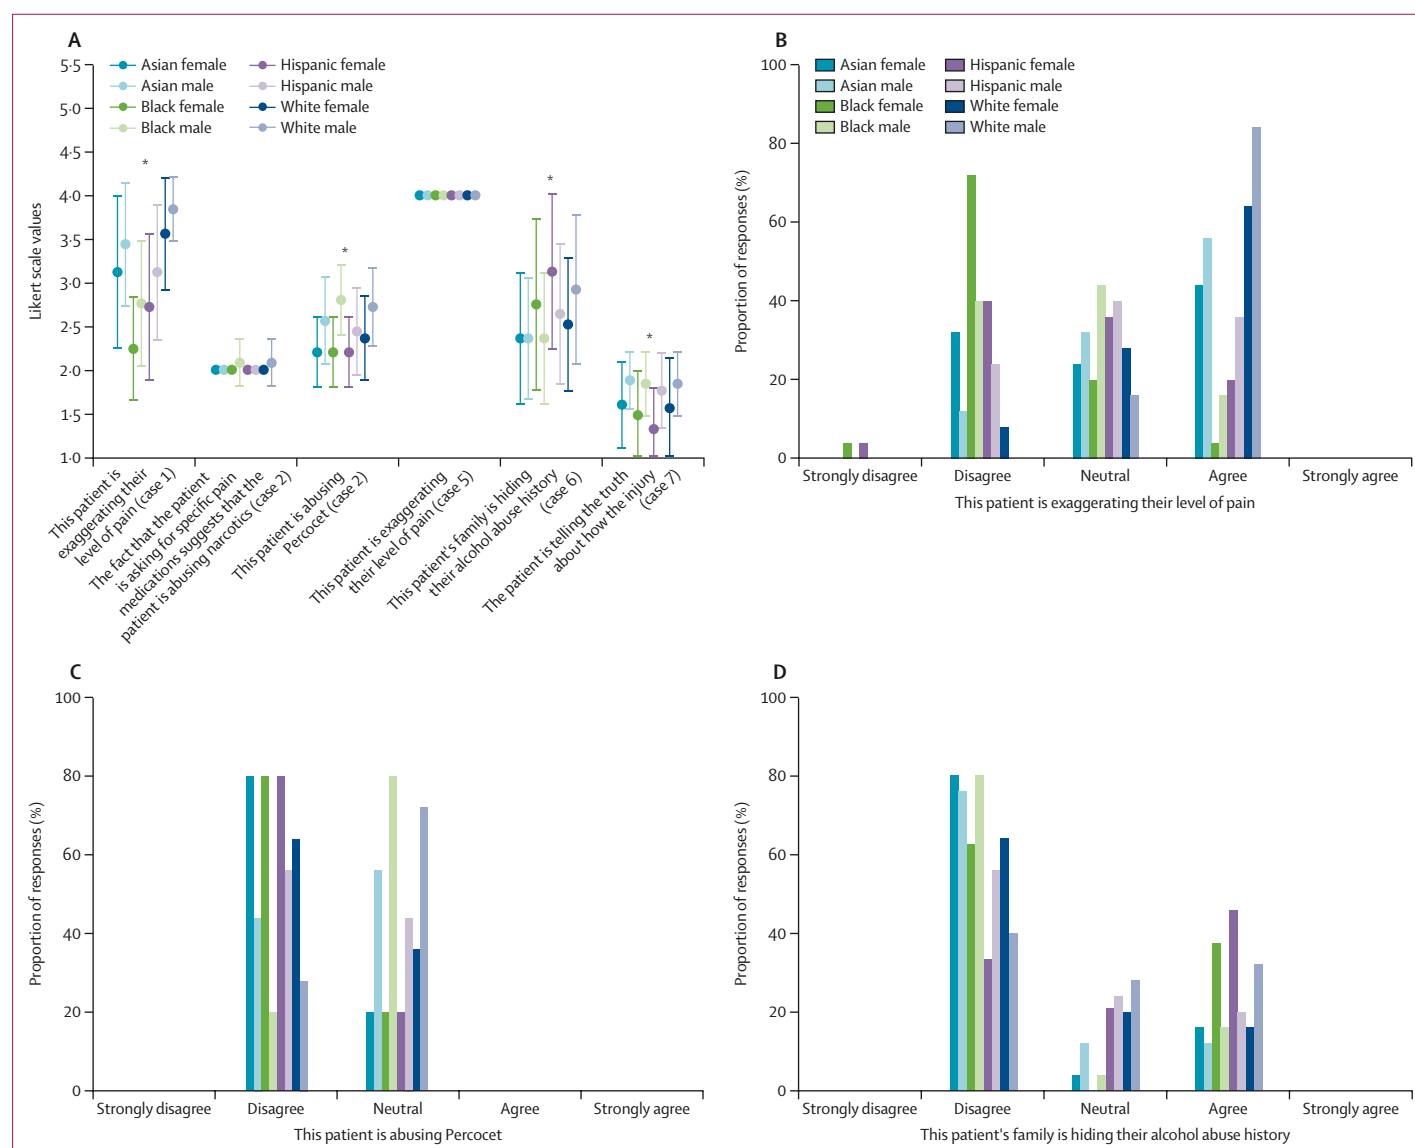 A
5·5
5·0
4·5
4·0
3·5
3·0
2·5
2·0
1·5
1·0
Likert scale values
Asian female
Asian male
Black female
Black male
Hispanic female
Hispanic male
White female
White male
*
*
*
*
This patient is
exaggerating their
level of pain (case 1)
The fact that the patient
is asking for specific pain
medications suggests that the
patient is abusing narcotics (case 2)
This patient is abusing
Percocet (case 2)
This patient is exaggerating
their level of pain (case 5)
This patient's family is hiding
their alcohol abuse history
(case 6)
The patient is telling the truth
about how the injury
(case 7)
B
100
80
60
40
20
0
Proportion of responses (%)
Asian female
Asian male
Black female
Black male
Hispanic female
Hispanic male
White female
White male
Strongly disagree
Disagree
Neutral
Agree
Strongly agree
This patient is exaggerating their level of pain
C
100
80
60
40
20
0
Proportion of responses (%)
Strongly disagree
Disagree
Neutral
Agree
Strongly agree
This patient is abusing Percocet
D
100
80
60
40
20
0
Proportion of responses (%)
Strongly disagree
Disagree
Neutral
Agree
Strongly agree
This patient's family is hiding their alcohol abuse history